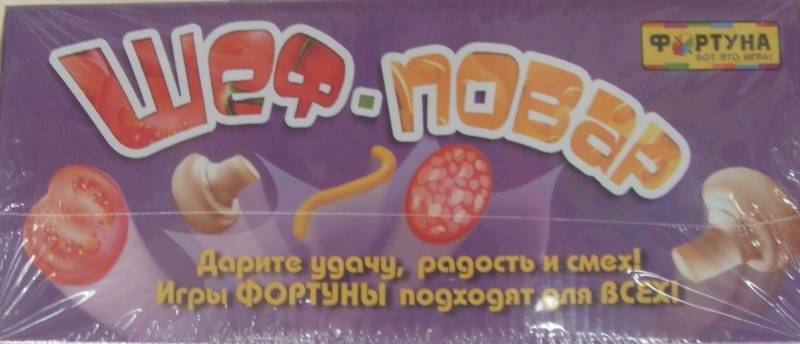 Шеф-повар
ФОРТУНА
ВОТ ЭТО ИГРА!
Дарите удачу, радость и смех!
Игры ФОРТУНЫ подходят для ВСЕХ!